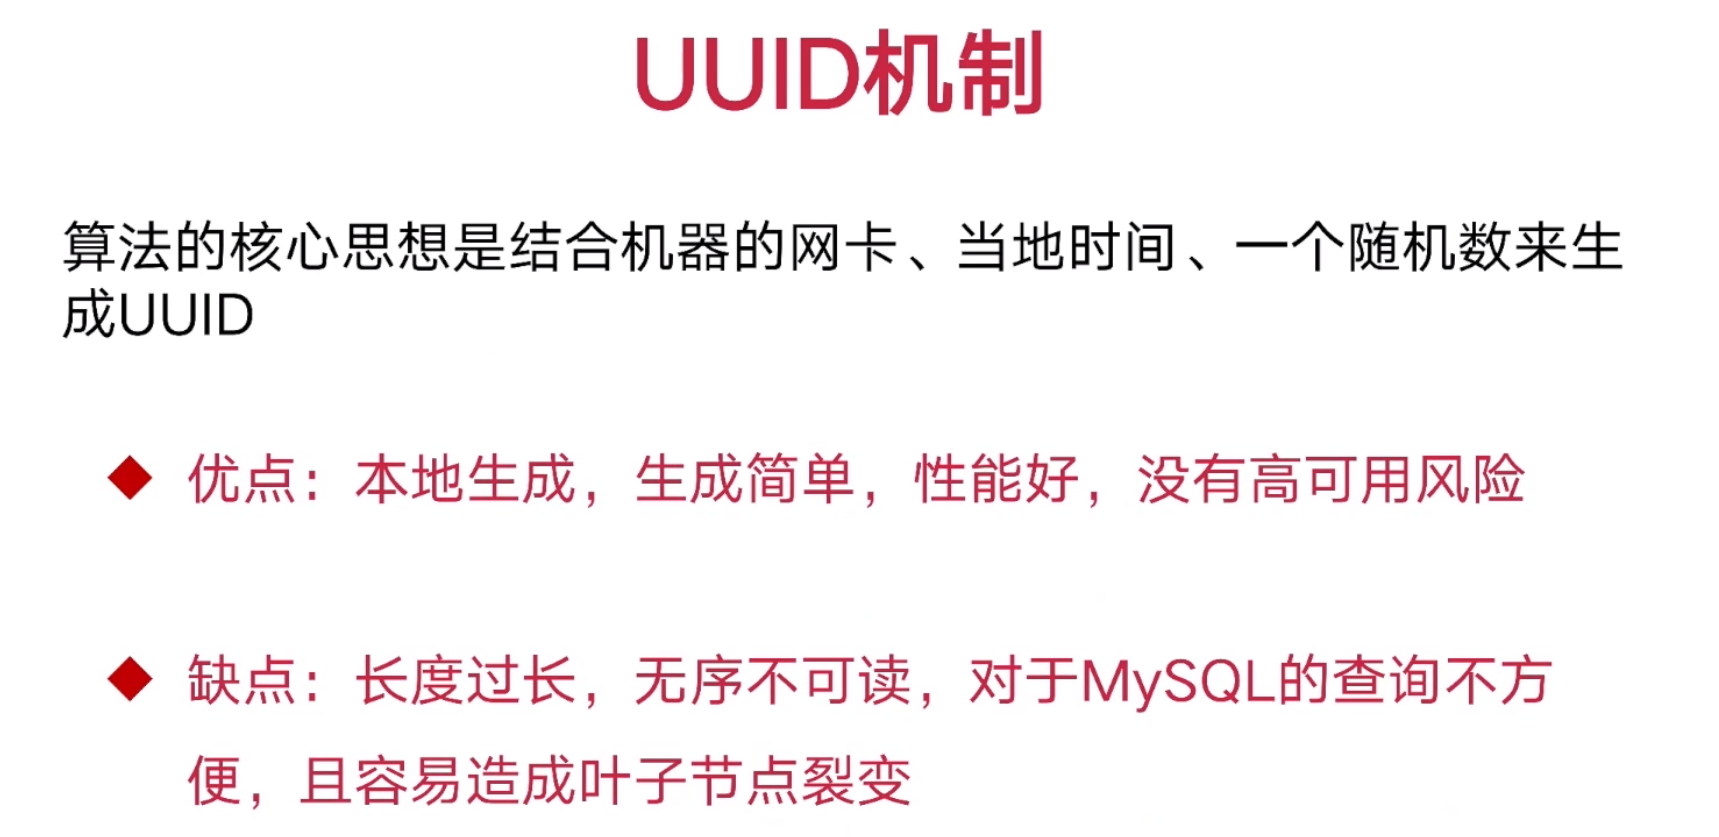 UUID机制
算法的核心思想是结合机器的网卡、当地时间、一个随机数来生
成UUID
◆ 优点：本地生成，生成简单，性能好，没有高可用风险
◆ 缺点：长度过长，无序不可读，对于MySQL的查询不方
便，且容易造成叶子节点裂变